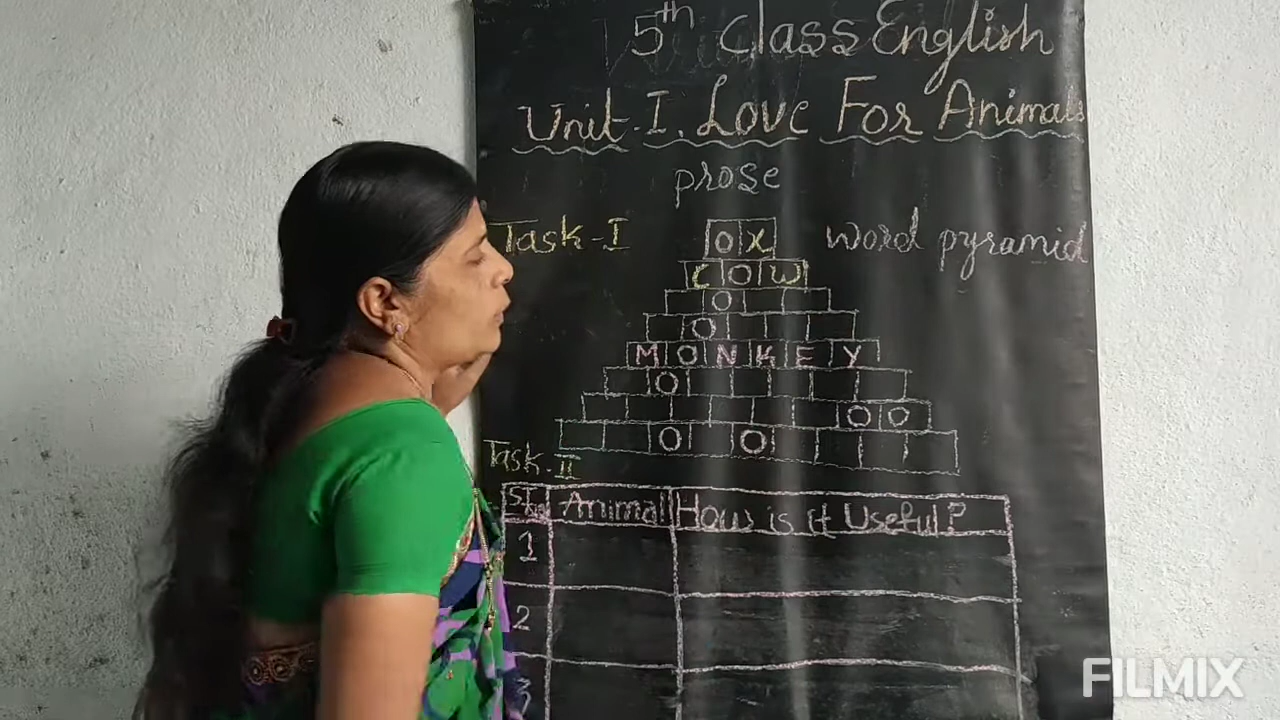 5th Class English
Unit-I. Love For Animals
prose
Task-I
OX
word pyramid
COW
O
O
MONKEY
O
O O
O O
Task-II
Animal How is it Useful?
1
2
3
FILMIX